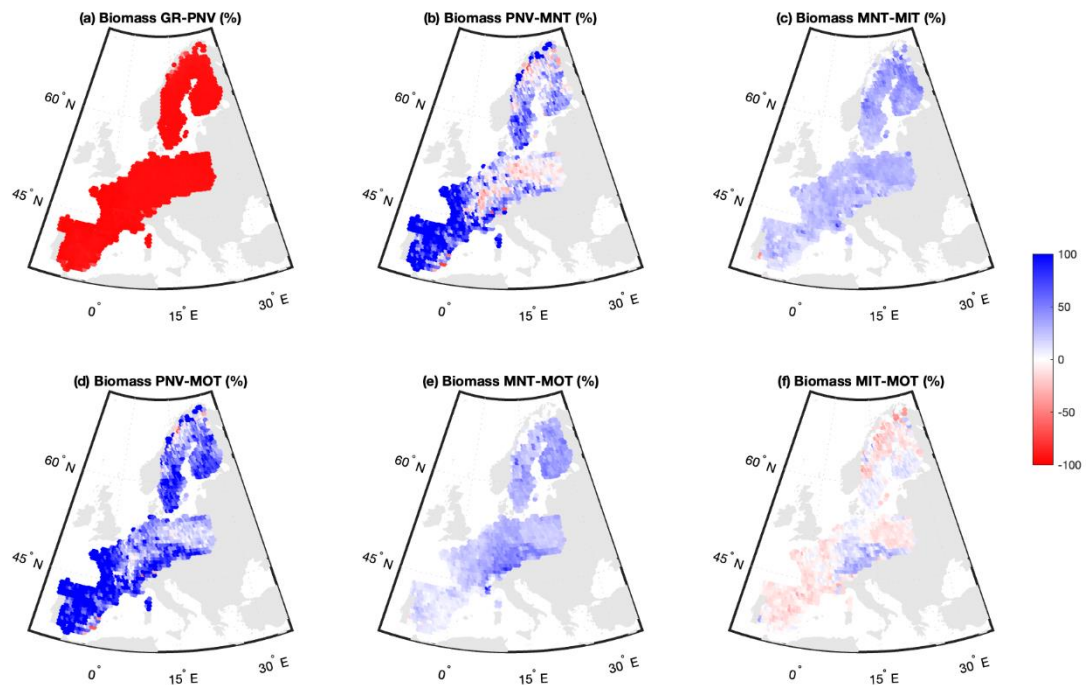 (a) Biomass GR-PNV (%)
(b) Biomass PNV-MNT (%)
(c) Biomass MNT-MIT (%)
60° N
45° N
0°
15° E
30° E
60° N
45° N
0°
15° E
30° E
60° N
45° N
0°
15° E
30° E
100
50
0
-50
-100
(d) Biomass PNV-MOT (%)
(e) Biomass MNT-MOT (%)
(f) Biomass MIT-MOT (%)
60° N
45° N
0°
15° E
30° E
60° N
45° N
0°
15° E
30° E
60° N
45° N
0°
15° E
30° E